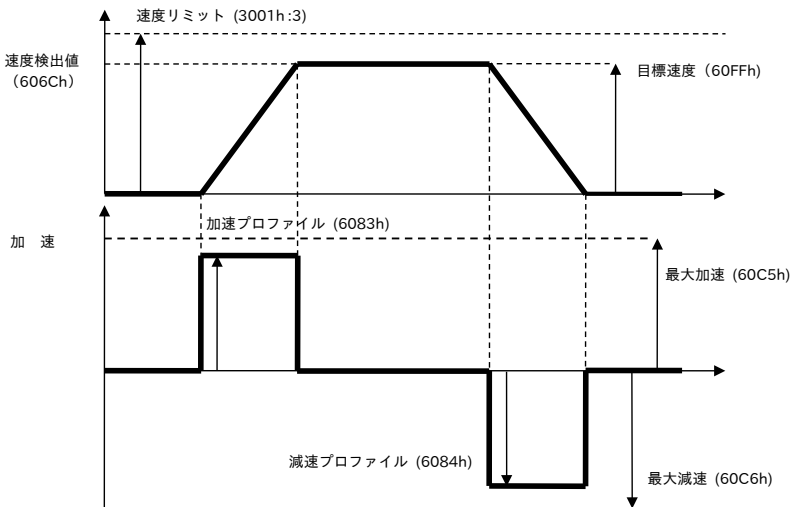 速度リミット (3001h:3)
速度検出値
（606Ch）
目標速度（60FFh)
加速プロファイル (6083h)
加　速
最大加速 (60C5h)
減速プロファイル (6084h)
最大減速 (60C6h)